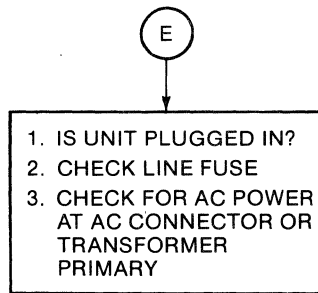 E
1. IS UNIT PLUGGED IN?
2. CHECK LINE FUSE
3. CHECK FOR AC POWER
AT AC CONNECTOR OR
TRANSFORMER
PRIMARY